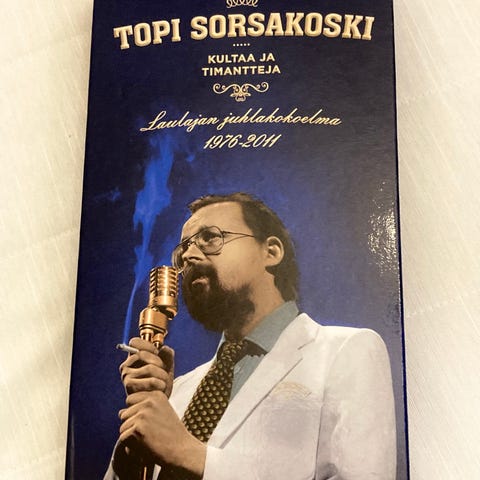 TOPI SORSAKOSKI
KULTAA JA
TIMANTTEJA
Laulajan juhlakokoelma
1976-2011